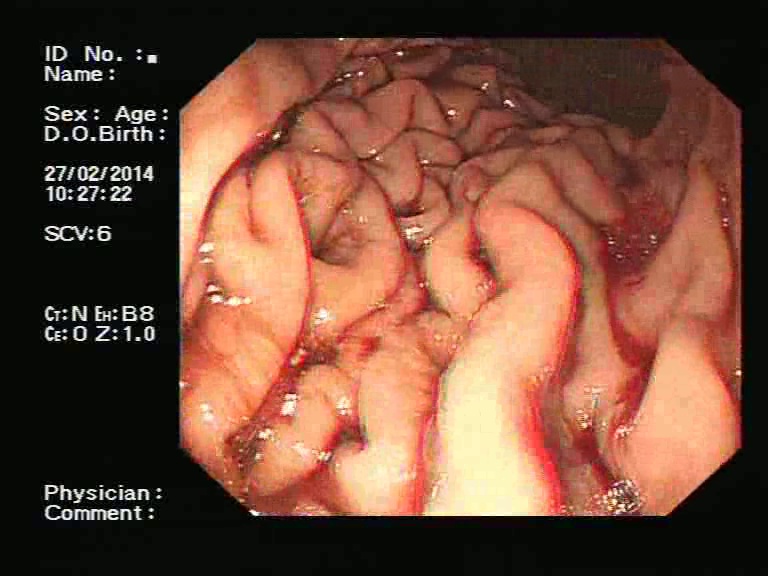 ID No. :
Name:
Sex: Age:
D.O.Birth:
27/02/2014
10:27:22
SCV:6
Ct:N Eh:B8
Ce:0 Z:1.0
Physician:
Comment: